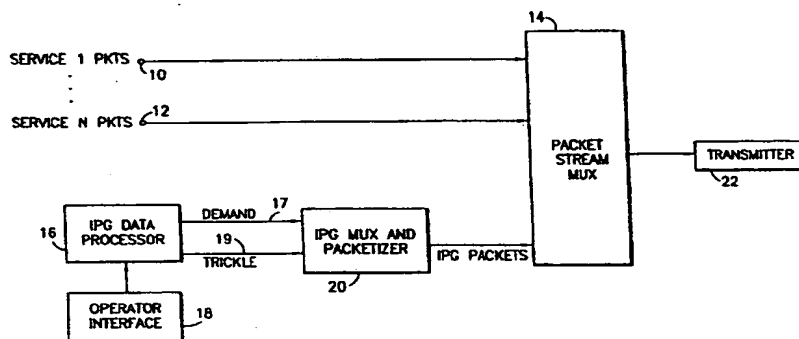 14
SERVICE 1 PKTS
10
SERVICE N PKTS
12
PACKET
STREAM
MUX
TRANSMITTER
22
16
IPG DATA
PROCESSOR
DEMAND
17
19
TRICKLE
IPG MUX AND
PACKETIZER
20
IPG PACKETS
OPERATOR
INTERFACE
18